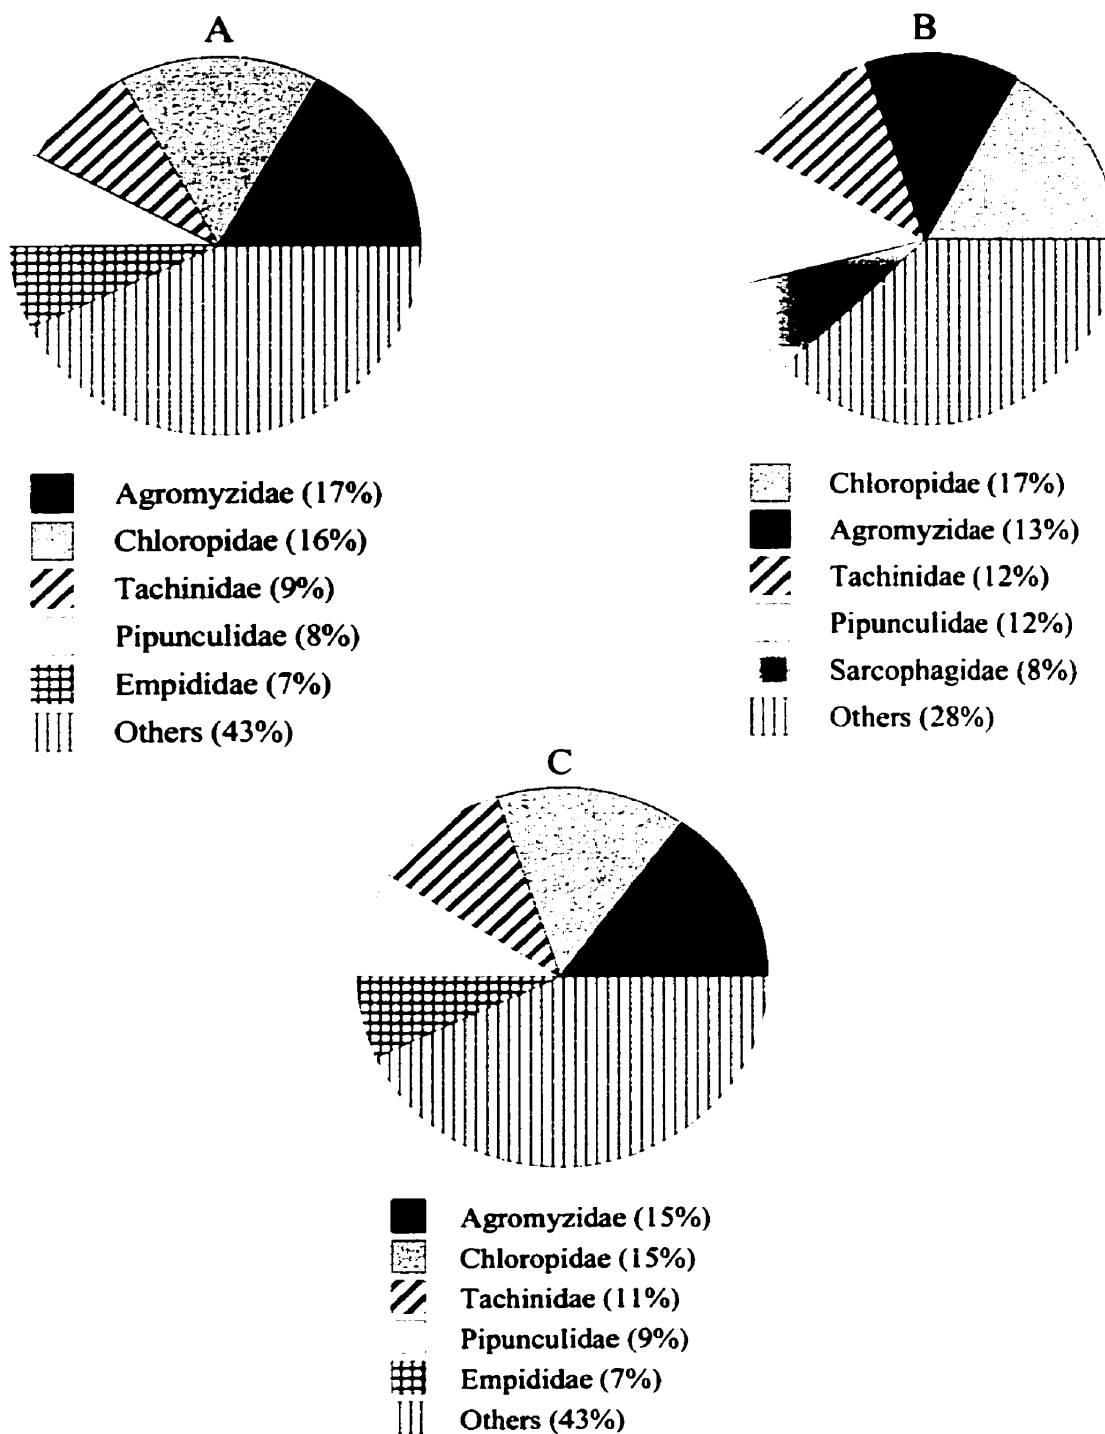 A
Agromyzidae (17%)
Chloropidae (16%)
Tachinidae (9%)
Pipunculidae (8%)
Empididae (7%)
Others (43%)
B
Chloropidae (17%)
Agromyzidae (13%)
Tachinidae (12%)
Pipunculidae (12%)
Sarcophagidae (8%)
Others (28%)
C
Agromyzidae (15%)
Chloropidae (15%)
Tachinidae (11%)
Pipunculidae (9%)
Empididae (7%)
Others (43%)